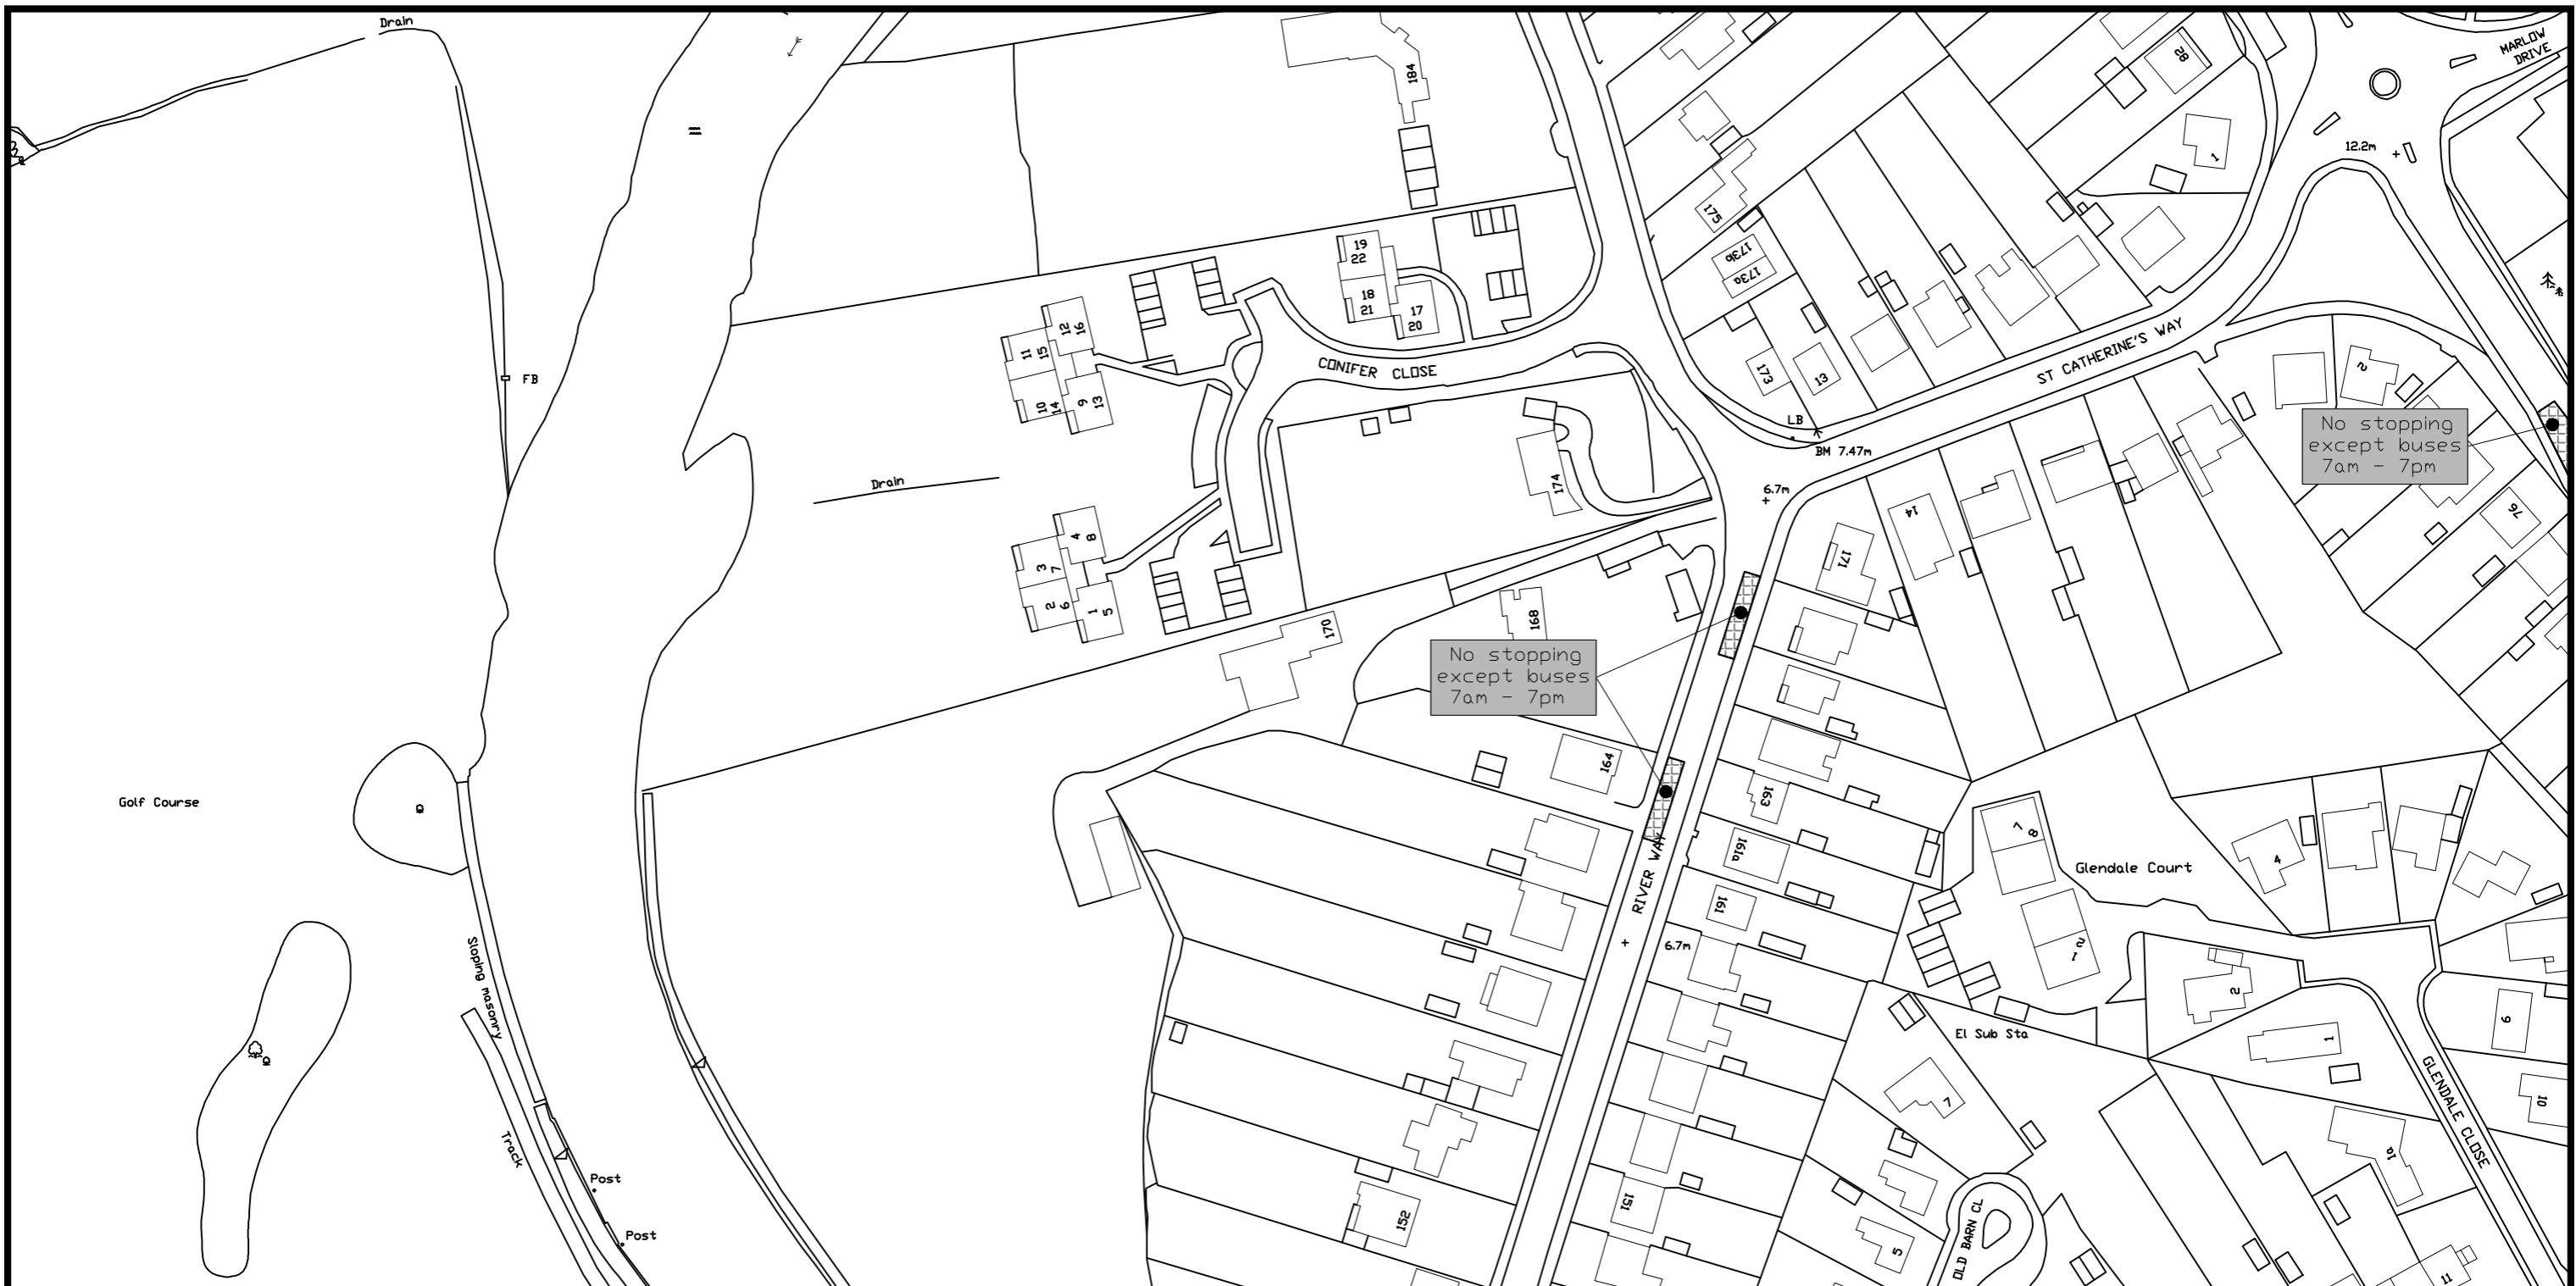 Drain
184
MARLOW
DRIVE
28
12.2m
1
175
173b
173a
19
22
18
21
17
20
12
16
11
15
10
14
9
13
FB
CONIFER CLOSE
ST CATHERINE'S WAY
173
13
2
LB
BM 7.47m
No stopping
except buses
7am - 7pm
Drain
174
6.7m
14
76
171
4
8
3
7
2
6
1
5
170
168
No stopping
except buses
7am - 7pm
164
163
Golf Course
161a
RIVER WAY
161
6.7m
7
8
Glendale Court
4
2
1
2
El Sub Sta
1
9
10
GLENDALE CLOSE
1a
11
Sloping masonry
Track
Post
Post
152
151
7
5
OLD BARN CL